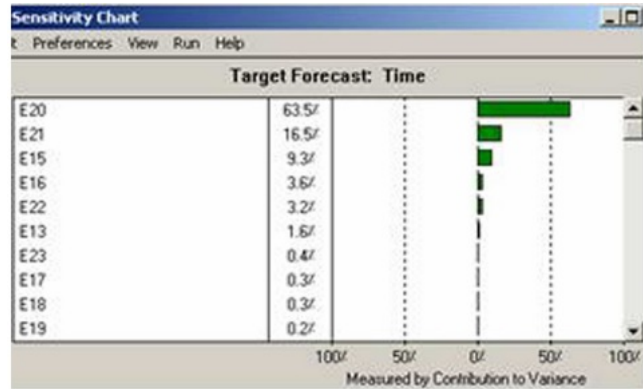 Sensitivity Chart
t Preferences View Run Help
Target Forecast: Time
E20 63.5%
E21 16.5%
E15 9.3%
E16 3.6%
E22 3.2%
E13 1.6%
E23 0.4%
E17 0.3%
E18 0.3%
E19 0.2%
100% 50% 0% 50% 100%
Measured by Contribution to Variance